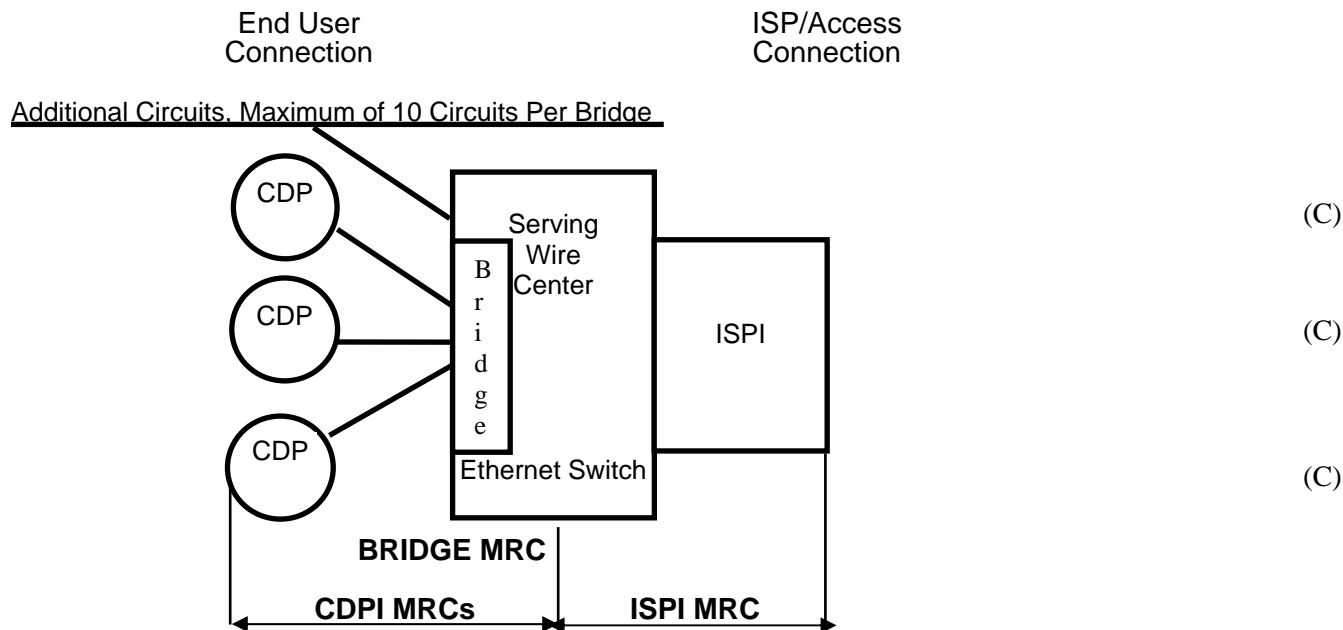 End User
Connection
ISP/Access
Connection
Additional Circuits, Maximum of 10 Circuits Per Bridge
CDP
(C)
Serving
Wire
Center
Bridge
CDP
ISPI
(C)
CDP
Ethernet Switch
(C)
BRIDGE MRC
CDPI MRCs
ISPI MRC